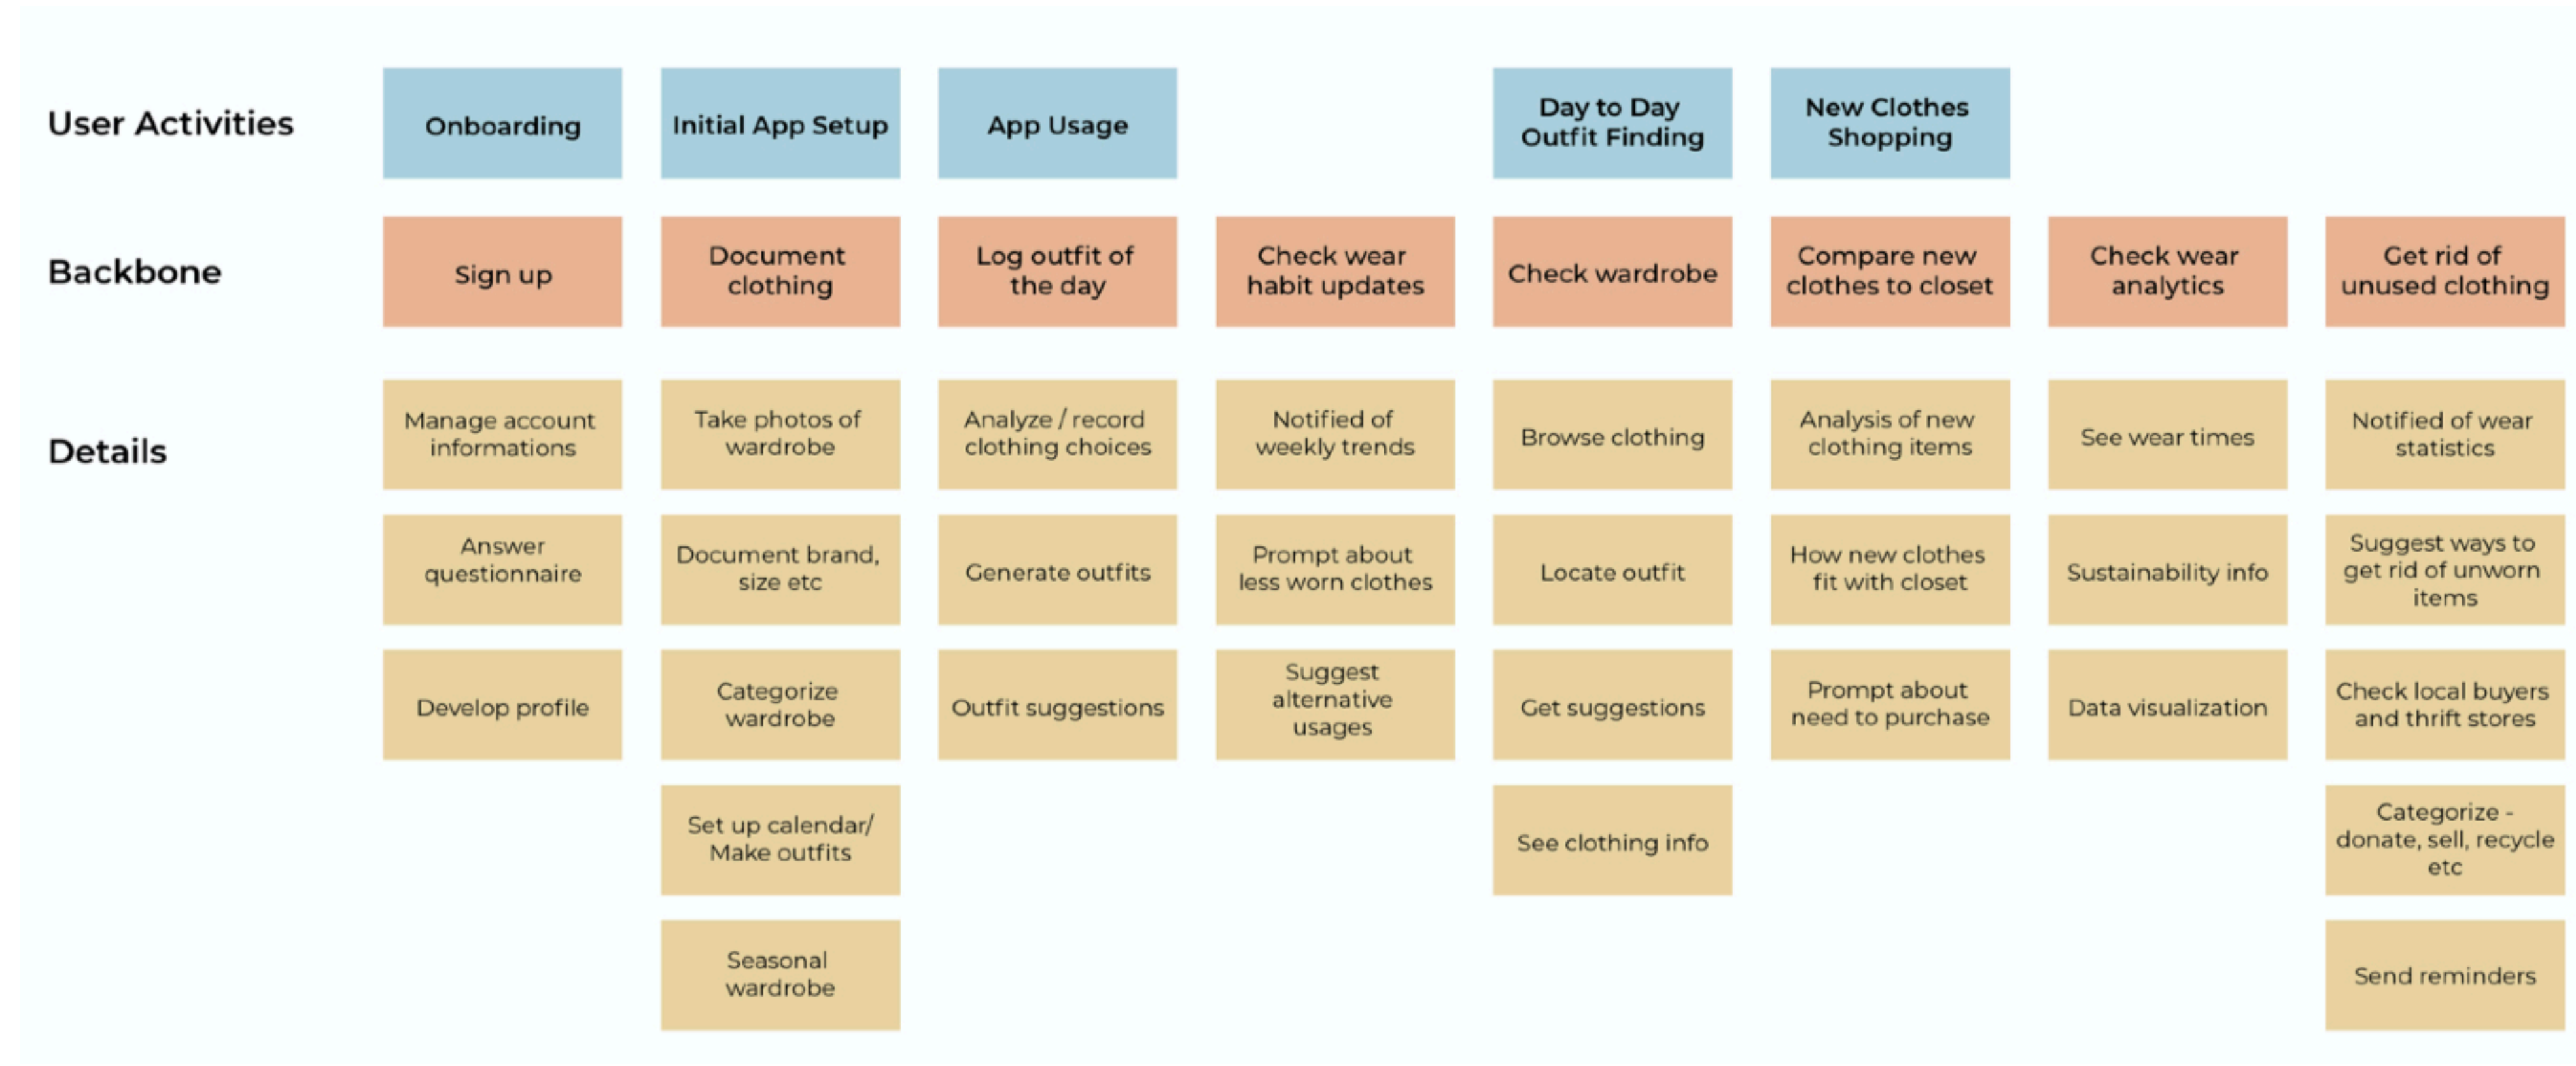 User Activities
Onboarding
Initial App Setup
App Usage
Day to Day
Outfit Finding
New Clothes
Shopping
Backbone
Sign up
Document
clothing
Log outfit of
the day
Check wear
habit updates
Check wardrobe
Compare new
clothes to closet
Check wear
analytics
Get rid of
unused clothing
Details
Manage account
informations
Take photos of
wardrobe
Analyze / record
clothing choices
Notified of
weekly trends
Browse clothing
Analysis of new
clothing items
See wear times
Notified of wear
statistics
Answer
questionnaire
Document brand,
size etc
Generate outfits
Prompt about
less worn clothes
Locate outfit
How new clothes
fit with closet
Sustainability info
Suggest ways to
get rid of unworn
items
Develop profile
Categorize
wardrobe
Outfit suggestions
Suggest
alternative
usages
Get suggestions
Prompt about
need to purchase
Data visualization
Check local buyers
and thrift stores
Set up calendar/
Make outfits
See clothing info
Categorize -
donate, sell, recycle
etc
Seasonal
wardrobe
Send reminders